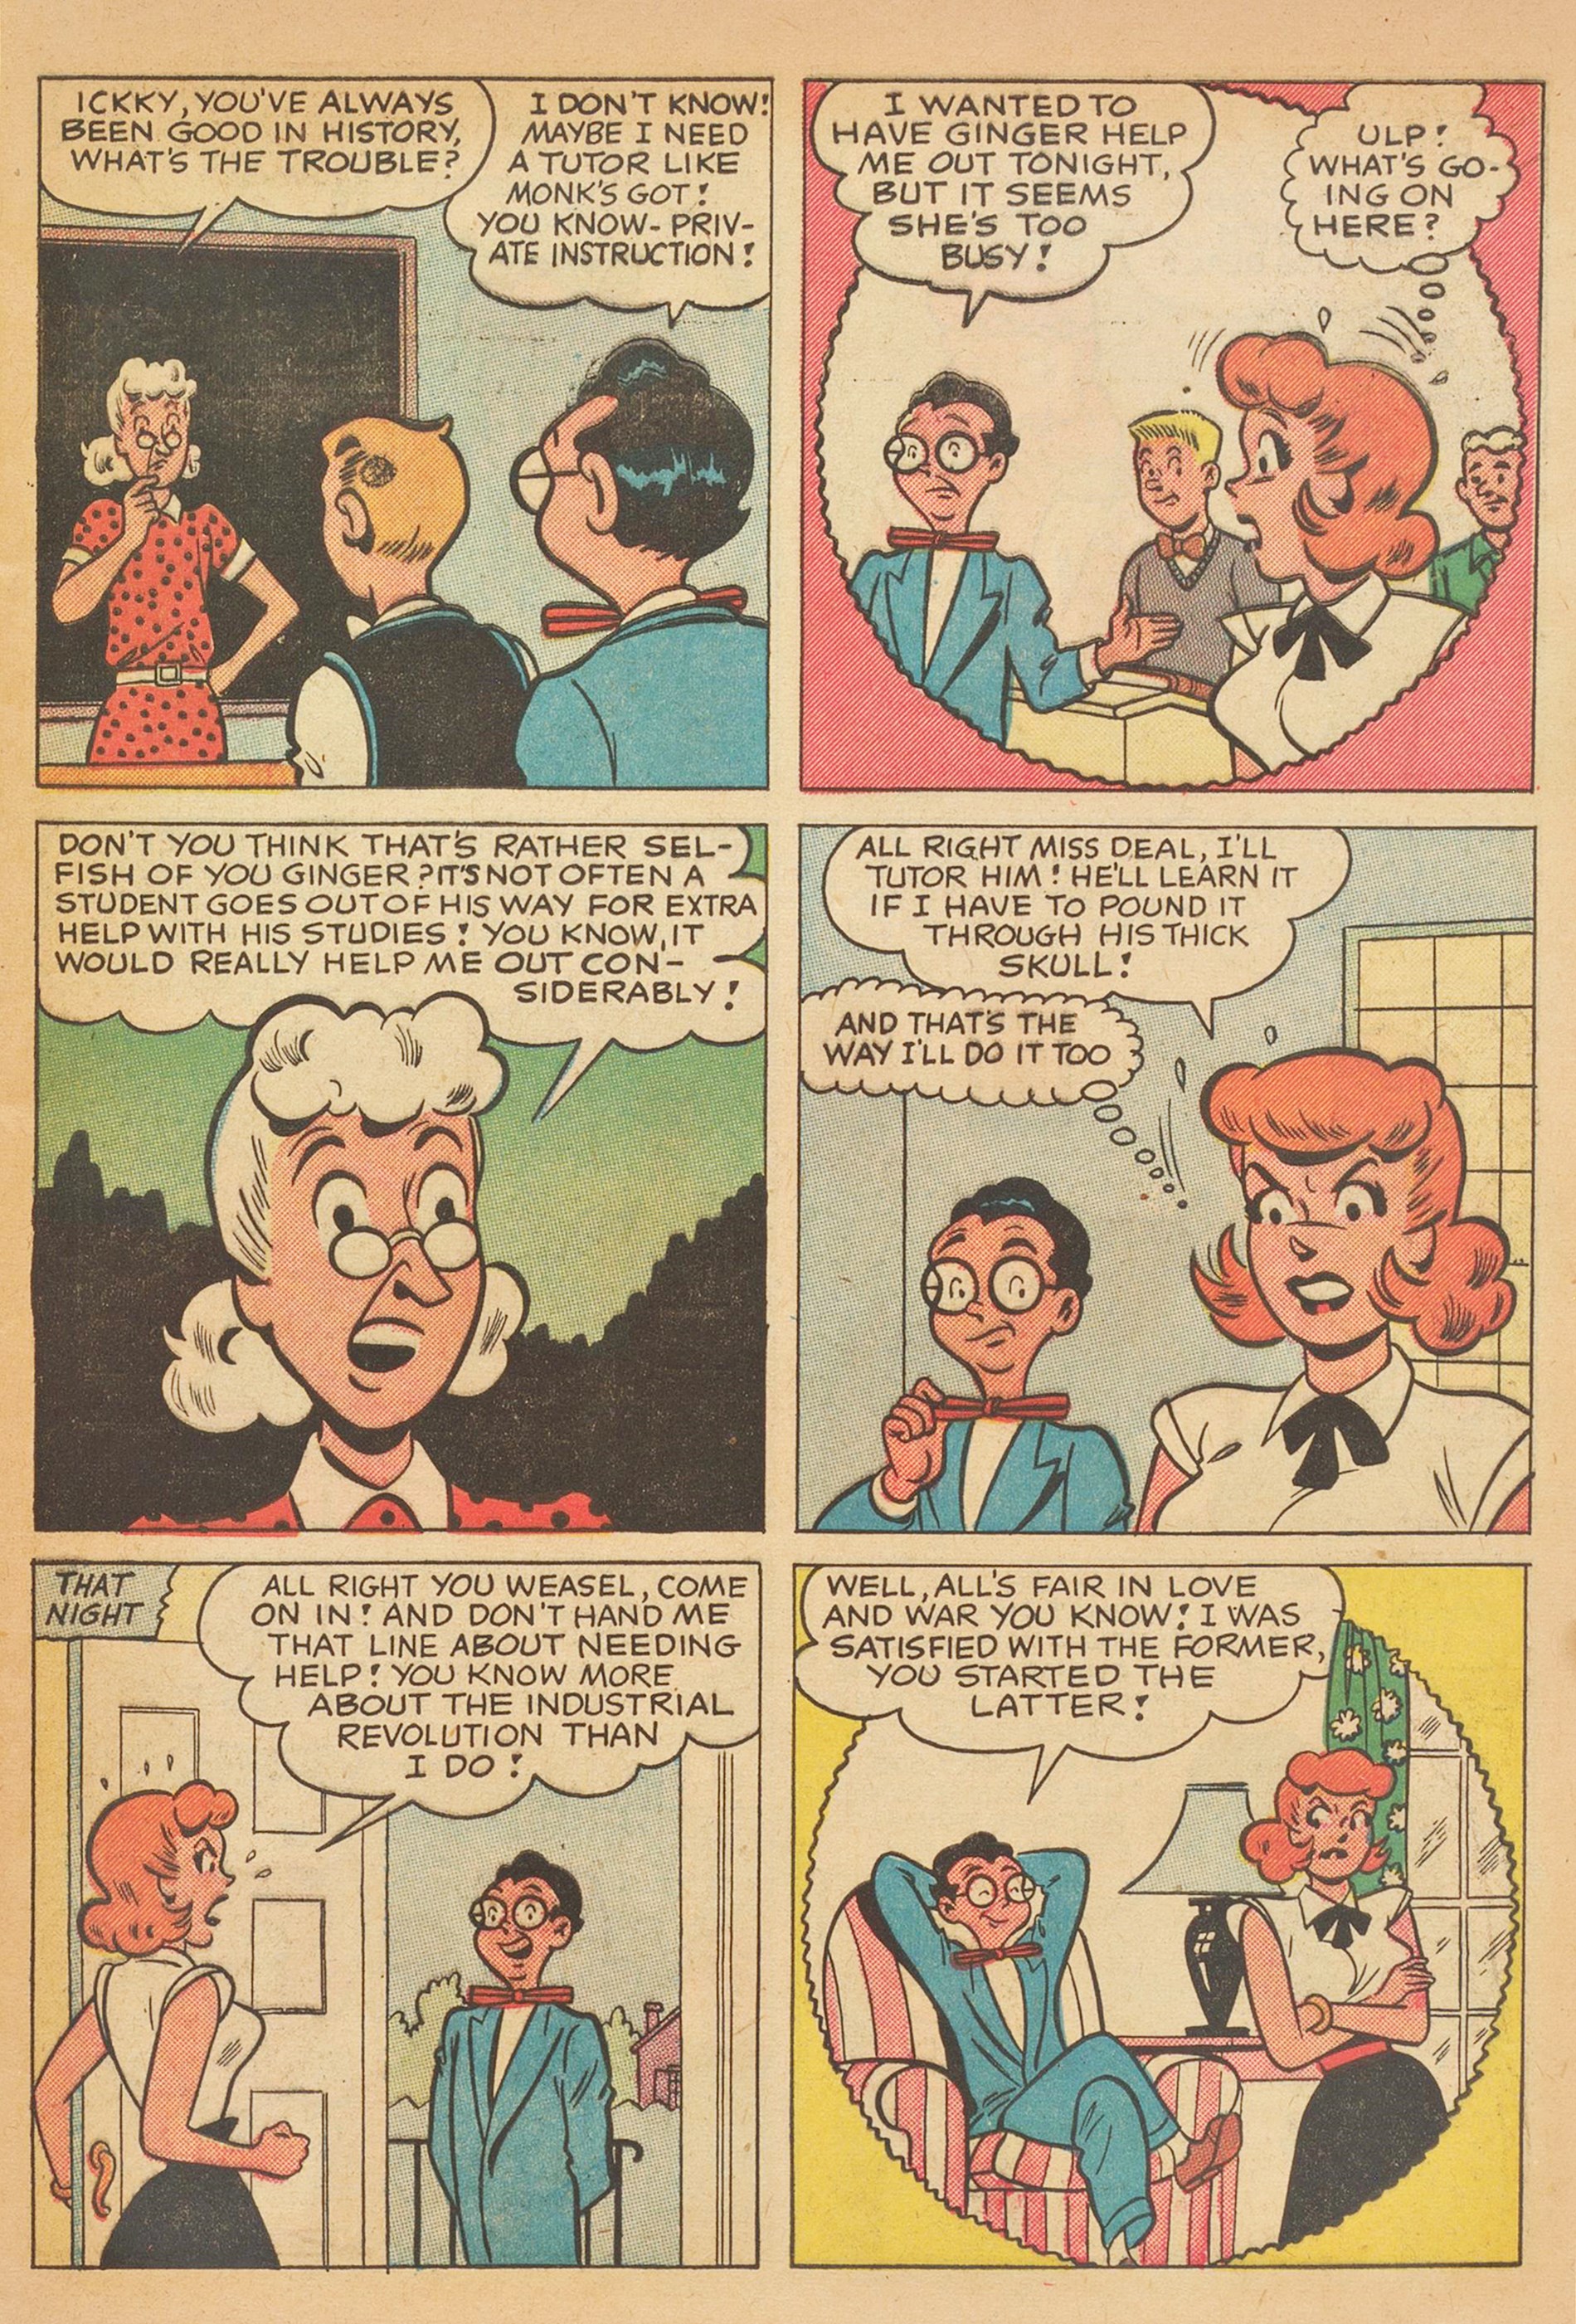 ICKKY, YOU'VE ALWAYS
BEEN GOOD IN HISTORY,
WHAT'S THE TROUBLE?
I DON'T KNOW!
MAYBE I NEED
A TUTOR LIKE
MONK'S GOT!
YOU KNOW- PRIV-
ATE INSTRUCTION!
I WANTED TO
HAVE GINGER HELP
ME OUT TONIGHT,
BUT IT SEEMS
SHE'S TOO
BUSY!
ULP!
WHAT'S GO-
ING ON
HERE?
DON'T YOU THINK THAT'S RATHER SEL-
FISH OF YOU GINGER? IT'S NOT OFTEN A
STUDENT GOES OUT OF HIS WAY FOR EXTRA
HELP WITH HIS STUDIES! YOU KNOW, IT
WOULD REALLY HELP ME OUT CON-
SIDERABLY!
ALL RIGHT MISS DEAL, I'LL
TUTOR HIM! HE'LL LEARN IT
IF I HAVE TO POUND IT
THROUGH HIS THICK
SKULL!
AND THAT'S THE
WAY I'LL DO IT TOO
THAT
NIGHT
ALL RIGHT YOU WEASEL, COME
ON IN! AND DON'T HAND ME
THAT LINE ABOUT NEEDING
HELP! YOU KNOW MORE
ABOUT THE INDUSTRIAL
REVOLUTION THAN
I DO!
WELL, ALL'S FAIR IN LOVE
AND WAR YOU KNOW! I WAS
SATISFIED WITH THE FORMER,
YOU STARTED THE
LATTER!